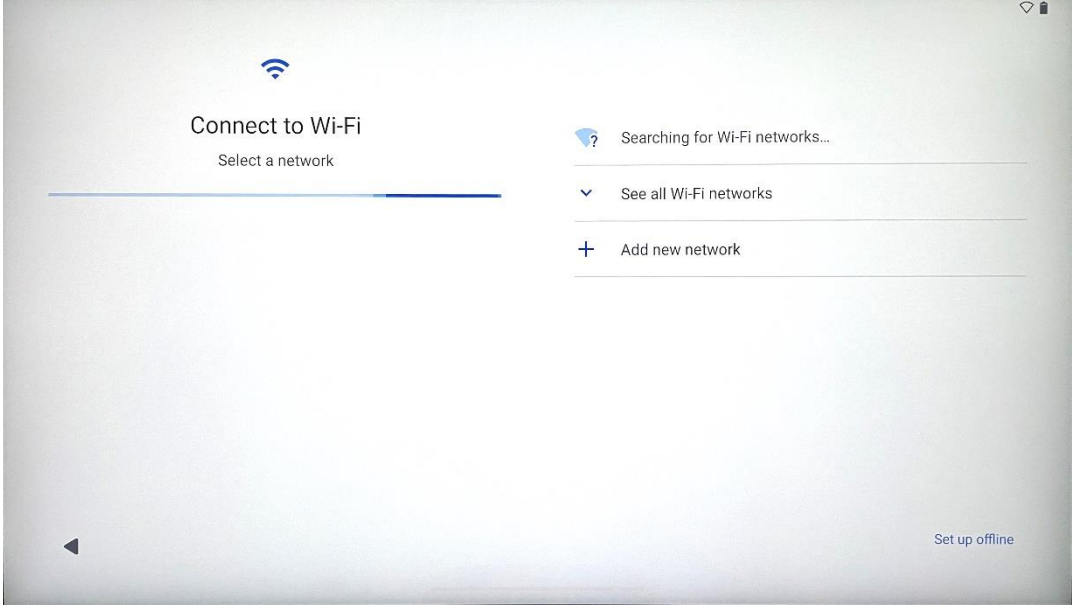 Connect to Wi-Fi
Select a network
Searching for Wi-Fi networks...
See all Wi-Fi networks
Add new network
Set up offline